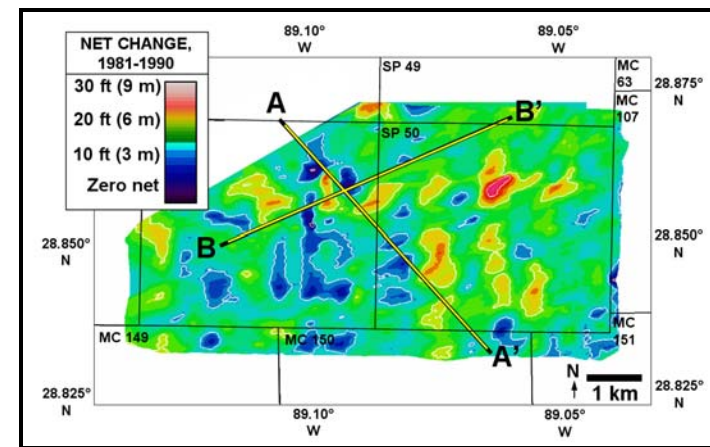 89.10°
W
89.05°
W
NET CHANGE,
1981-1990
30 ft (9 m)
20 ft (6 m)
10 ft (3 m)
Zero net
SP 49
MC
63
28.875°
N
MC
107
A
B'
SP 50
28.850°
N
B
28.850°
N
MC 149
MC 150
MC
151
A'
N
1 km
28.825°
N
28.825°
N
89.10°
W
89.05°
W